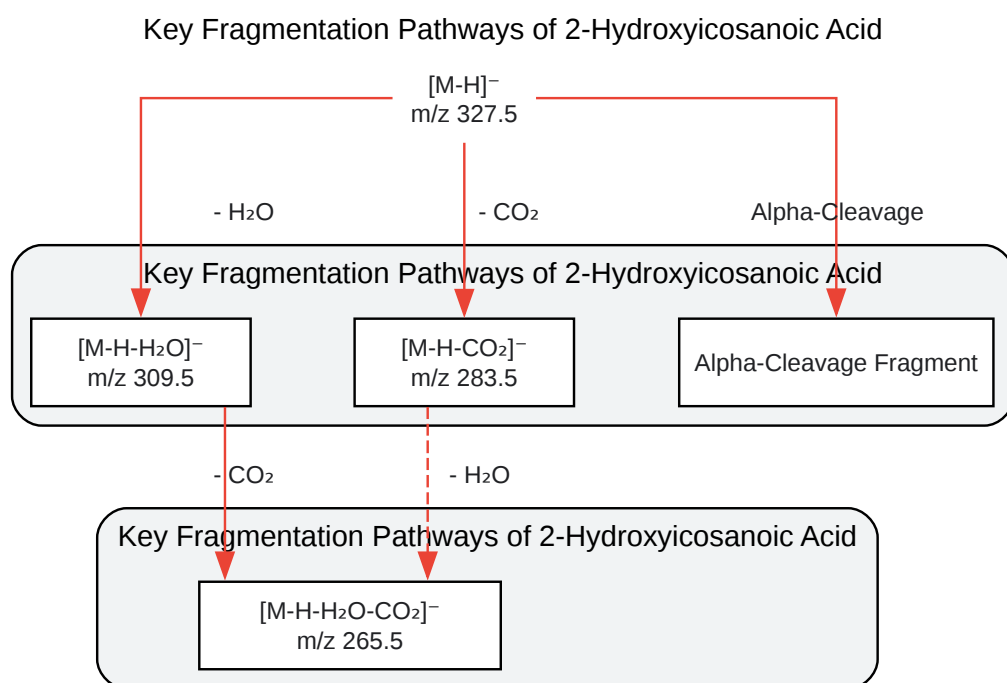 Key Fragmentation Pathways of 2-Hydroxyicosanoic Acid
[M-H]⁻
m/z 327.5
- H₂O
- CO₂
Alpha-Cleavage
Key Fragmentation Pathways of 2-Hydroxyicosanoic Acid
[M-H-H₂O]⁻
m/z 309.5
[M-H-CO₂]⁻
m/z 283.5
Alpha-Cleavage Fragment
- CO₂
- H₂O
Key Fragmentation Pathways of 2-Hydroxyicosanoic Acid
[M-H-H₂O-CO₂]⁻
m/z 265.5